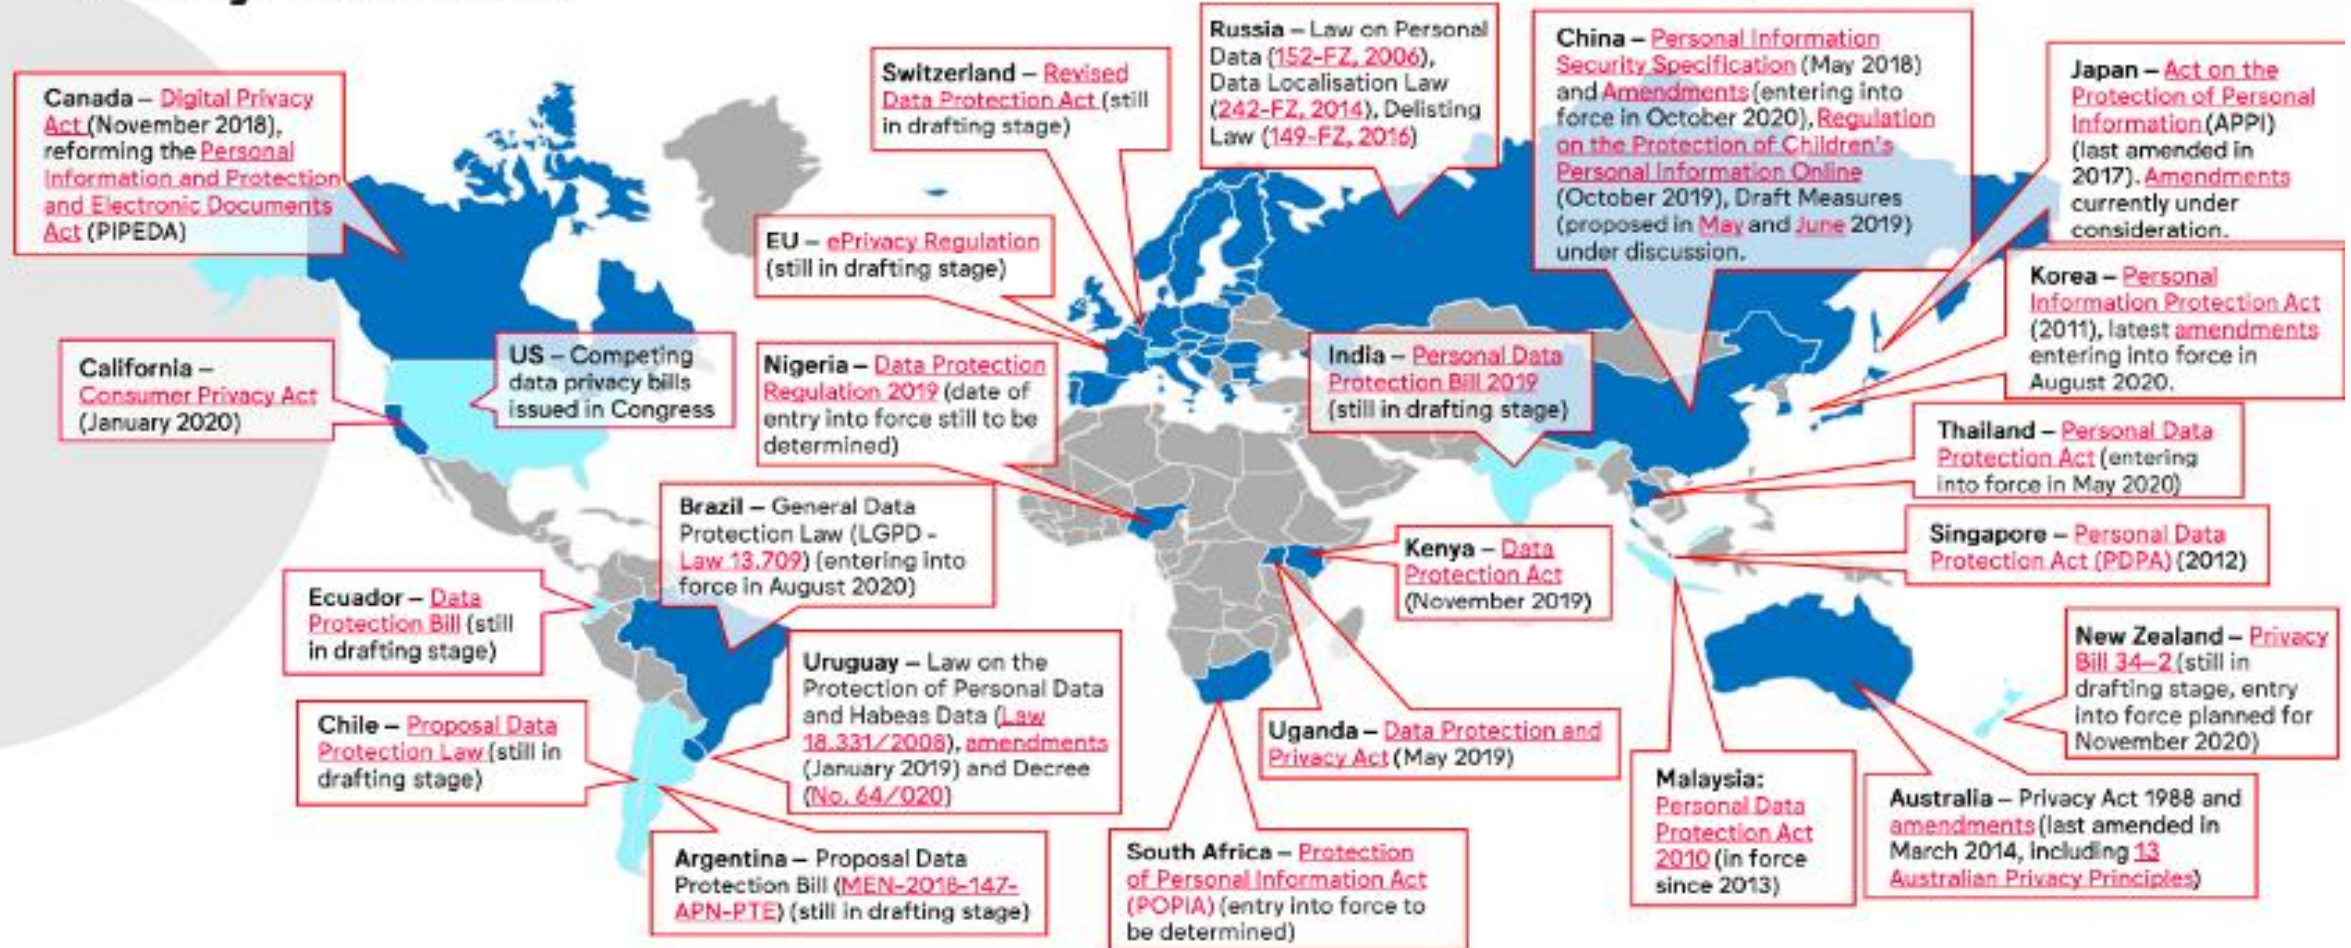 Canada – Digital Privacy
Act (November 2018),
reforming the Personal
Information and Protection
and Electronic Documents
Act (PIPEDA)
Switzerland – Revised
Data Protection Act (still
in drafting stage)
Russia – Law on Personal
Data (152-FZ, 2006),
Data Localisation Law
(242-FZ, 2014), Delisting
Law (149-FZ, 2016)
China – Personal Information
Security Specification (May 2018)
and Amendments (entering into
force in October 2020), Regulation
on the Protection of Children's
Personal Information Online
(October 2019), Draft Measures
(proposed in May and June 2019)
under discussion.
Japan – Act on the
Protection of Personal
Information (APPI)
(last amended in
2017). Amendments
currently under
consideration.
EU – ePrivacy Regulation
(still in drafting stage)
Korea – Personal
Information Protection Act
(2011), latest amendments
entering into force in
August 2020.
California –
Consumer Privacy Act
(January 2020)
US – Competing
data privacy bills
issued in Congress
Nigeria – Data Protection
Regulation 2019 (date of
entry into force still to be
determined)
India – Personal Data
Protection Bill 2019
(still in drafting stage)
Thailand – Personal Data
Protection Act (entering
into force in May 2020)
Brazil – General Data
Protection Law (LGPD -
Law 13.709) (entering into
force in August 2020)
Kenya – Data
Protection Act
(November 2019)
Singapore – Personal Data
Protection Act (PDPA) (2012)
Ecuador – Data
Protection Bill (still
in drafting stage)
Uruguay – Law on the
Protection of Personal Data
and Habeas Data (Law
18.331/2008), amendments
(January 2019) and Decree
(No. 64/020)
New Zealand – Privacy
Bill 34–2 (still in
drafting stage, entry
into force planned for
November 2020)
Chile – Proposal Data
Protection Law (still in
drafting stage)
Uganda – Data Protection and
Privacy Act (May 2019)
Malaysia:
Personal Data
Protection Act
2010 (in force
since 2013)
Australia – Privacy Act 1988 and
amendments (last amended in
March 2014, including 13
Australian Privacy Principles)
Argentina – Proposal Data
Protection Bill (MEN-2018-147-
APN-PTE) (still in drafting stage)
South Africa – Protection
of Personal Information Act
(POPIA) (entry into force to
be determined)